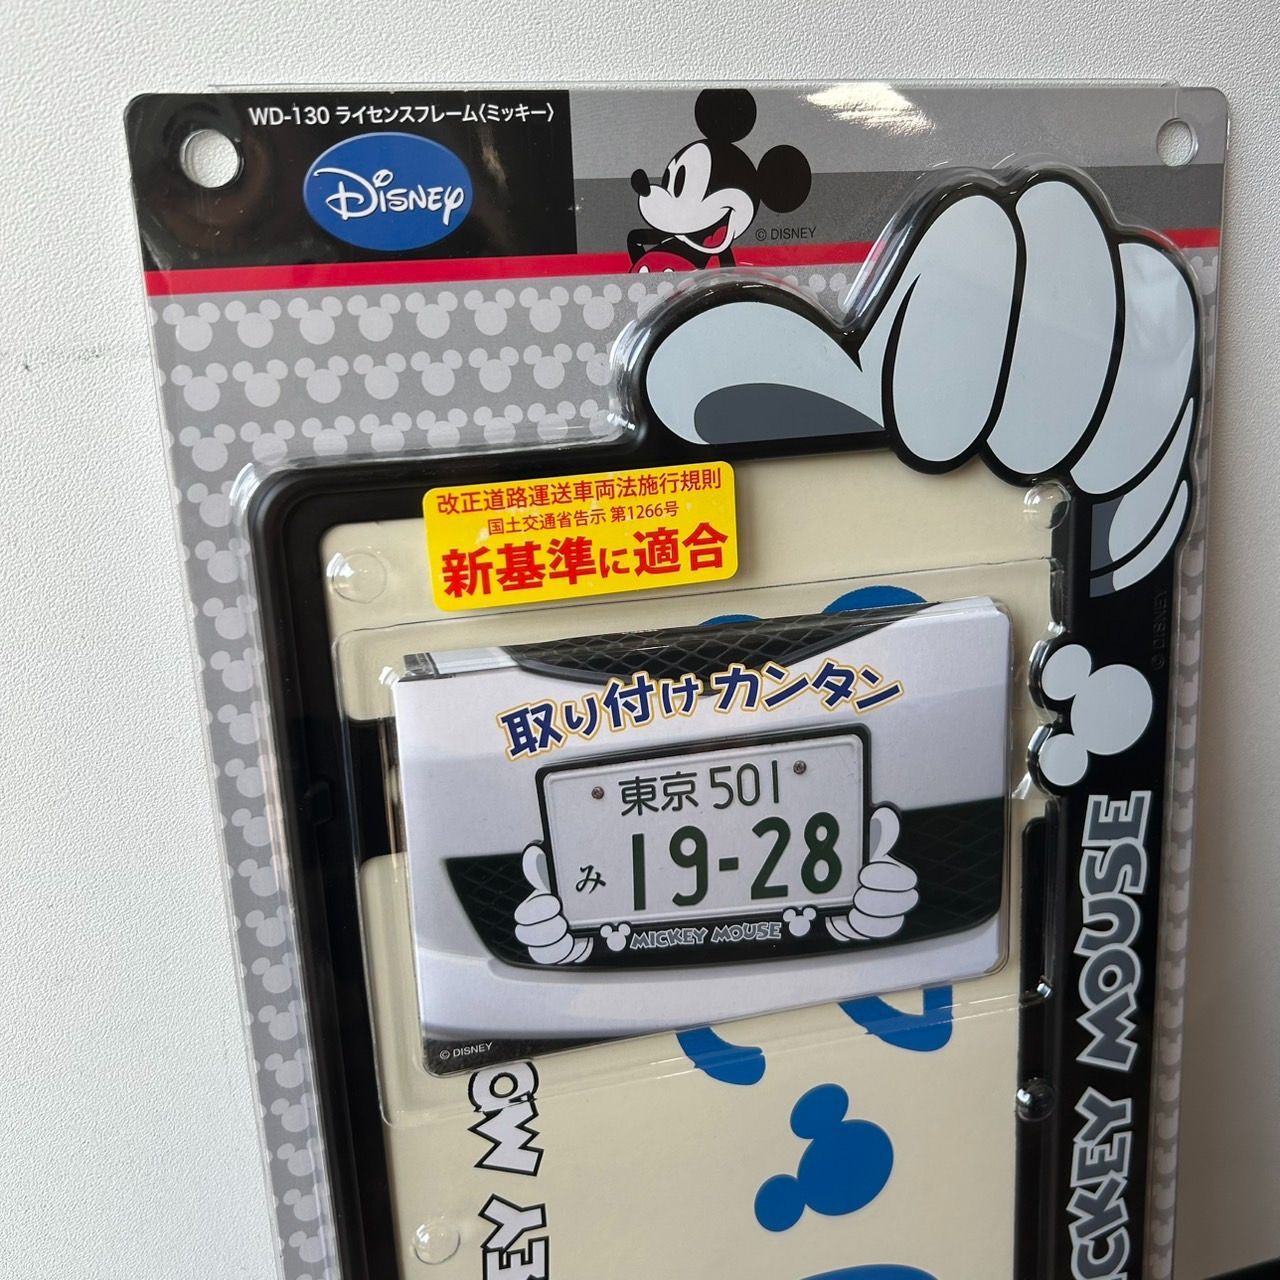 WD-130 ライセンスフレーム〈ミッキー〉
DISNEY
© DISNEY
改正道路運送車両法施行規則
国土交通省告示 第1266号
新基準に適合
取り付けカンタン
東京 501
み 19-28
MICKEY MOUSE
© DISNEY
© DISNEY
MICKEY MOUSE